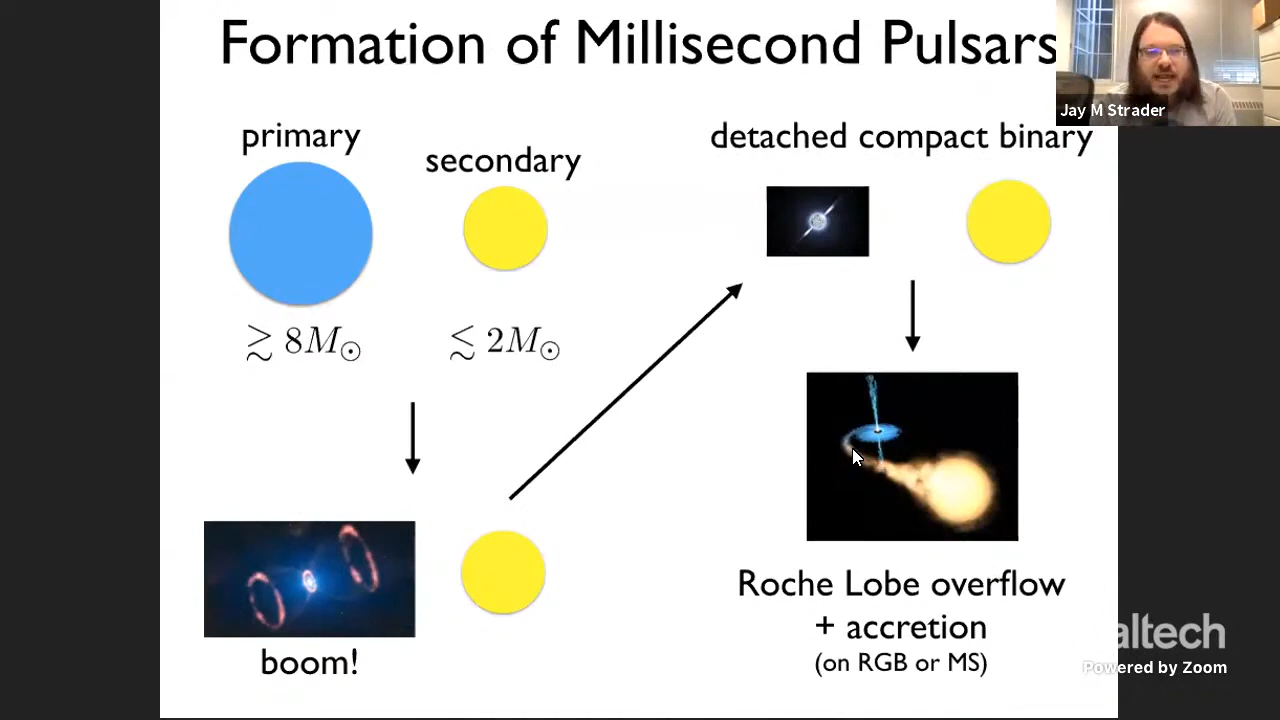 Formation of Millisecond Pulsars
Jay M Strader
primary
secondary
detached compact binary
≳ 8M⊙
≲ 2M⊙
boom!
Roche Lobe overflow
+ accretion
(on RGB or MS)
altech
Powered by Zoom